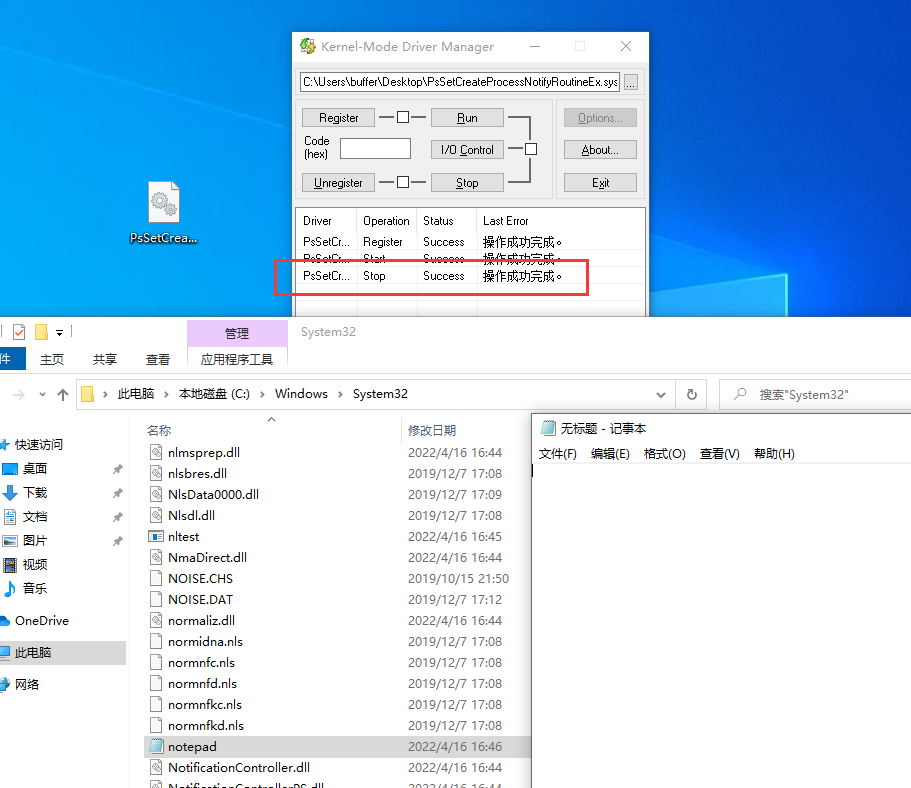 Kernel-Mode Driver Manager
C:\Users\buffer\Desktop\PsSetCreateProcessNotifyRoutineEx.sys
...
Register
Run
Options...
Code
(hex)
I/O Control
About...
Unregister
Stop
Exit
PsSetCrea...
Driver Operation Status Last Error
PsSetCr... Register Success 操作成功完成。
PsSetCr... Start Success 操作成功完成。
PsSetCr... Stop Success 操作成功完成。
管理
System32
件
主页
共享
查看
应用程序工具
此电脑 › 本地磁盘 (C:) › Windows › System32
搜索"System32"
快速访问
桌面
下载
文档
图片
视频
音乐
OneDrive
此电脑
网络
名称 修改日期
nlmsprep.dll 2022/4/16 16:44
nlsbres.dll 2019/12/7 17:08
NlsData0000.dll 2019/12/7 17:09
Nlsdl.dll 2019/12/7 17:08
nltest 2022/4/16 16:45
NmaDirect.dll 2022/4/16 16:44
NOISE.CHS 2019/10/15 21:50
NOISE.DAT 2019/12/7 17:12
normaliz.dll 2022/4/16 16:44
normidna.nls 2019/12/7 17:08
normnfc.nls 2019/12/7 17:08
normnfd.nls 2019/12/7 17:08
normnfkc.nls 2019/12/7 17:08
normnfkd.nls 2019/12/7 17:08
notepad 2022/4/16 16:46
NotificationController.dll 2022/4/16 16:44
NotificationControllerPS.dll 2022/4/16 16:44
无标题 - 记事本
文件(F) 编辑(E) 格式(O) 查看(V) 帮助(H)